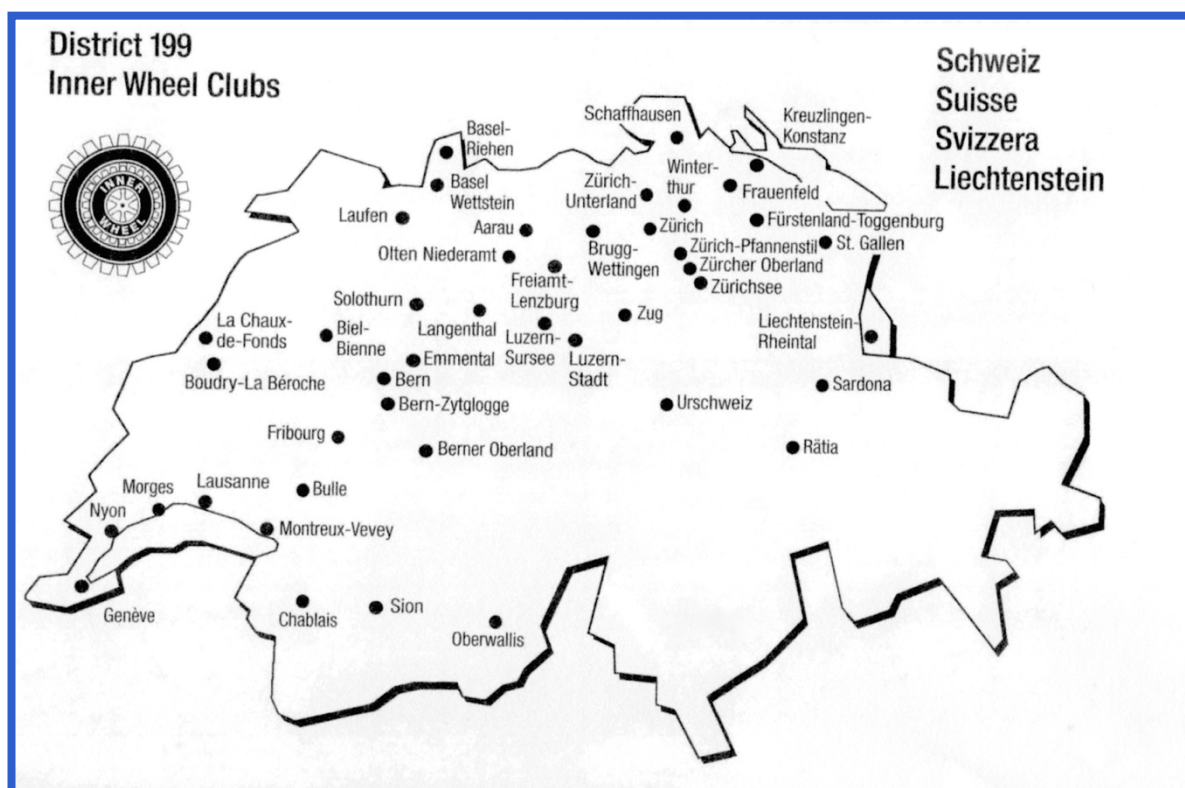 District 199
Inner Wheel Clubs
Schweiz
Suisse
Svizzera
Liechtenstein
INNER
WHEEL
Schaffhausen
Kreuzlingen-
Konstanz
Basel-
Riehen
Winter-
thur
Basel
Wettstein
Zürich-
Unterland
Frauenfeld
Laufen
Aarau
Zürich
Fürstenland-Toggenburg
St. Gallen
Brugg-
Wettingen
Olten Niederamt
Zürich-Pfannenstil
Zürcher Oberland
Zürichsee
Freiamt-
Lenzburg
Solothurn
Zug
Langenthal
Liechtenstein-
Rheintal
La Chaux-
de-Fonds
Biel-
Bienne
Luzern-
Sursee
Luzern-
Stadt
Emmental
Boudry-La Béroche
Bern
Sardona
Bern-Zytglogge
Urschweiz
Fribourg
Berner Oberland
Rätia
Lausanne
Morges
Bulle
Nyon
Montreux-Vevey
Genève
Chablais
Sion
Oberwallis